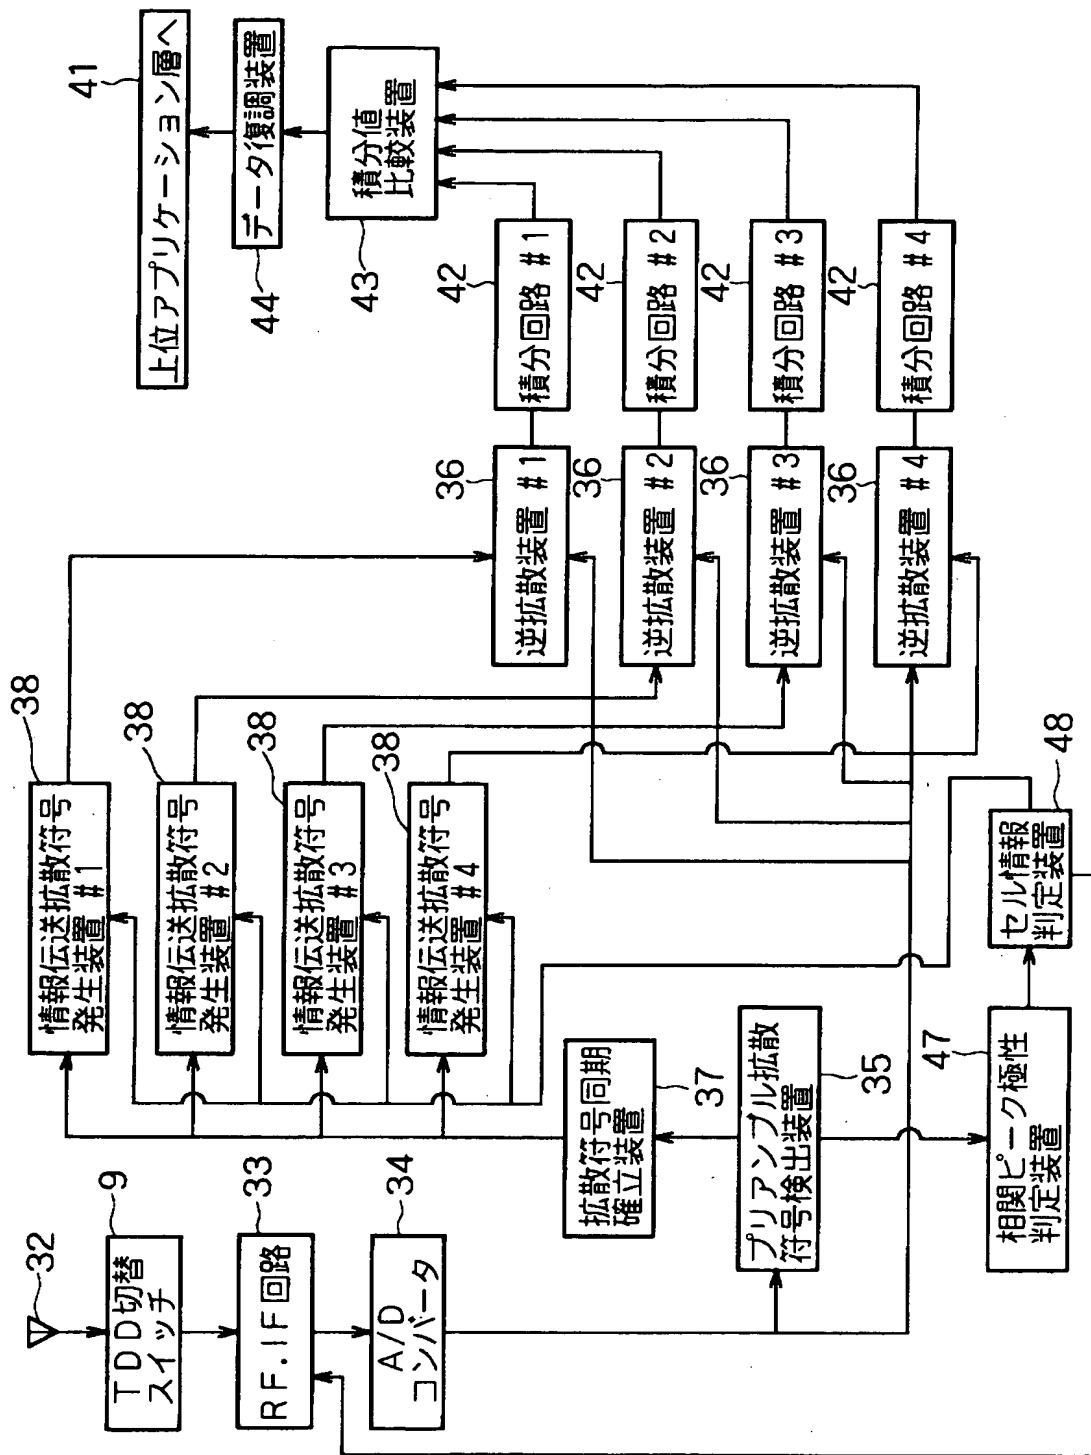 32
9
TDD切替
スイッチ
33
RF.IF回路
34
A/D
コンバータ
38
情報伝送拡散符号
発生装置 #1
38
情報伝送拡散符号
発生装置 #2
38
情報伝送拡散符号
発生装置 #3
38
情報伝送拡散符号
発生装置 #4
拡散符号同期
確立装置
37
プリアンブル拡散
符号検出装置
35
相関ピーク極性
判定装置
47
セル情報
判定装置
48
36
逆拡散装置 #1
36
逆拡散装置 #2
36
逆拡散装置 #3
36
逆拡散装置 #4
42
積分回路 #1
42
積分回路 #2
42
積分回路 #3
42
積分回路 #4
積分値
比較装置
43
データ復調装置
44
上位アプリケーション層へ
41